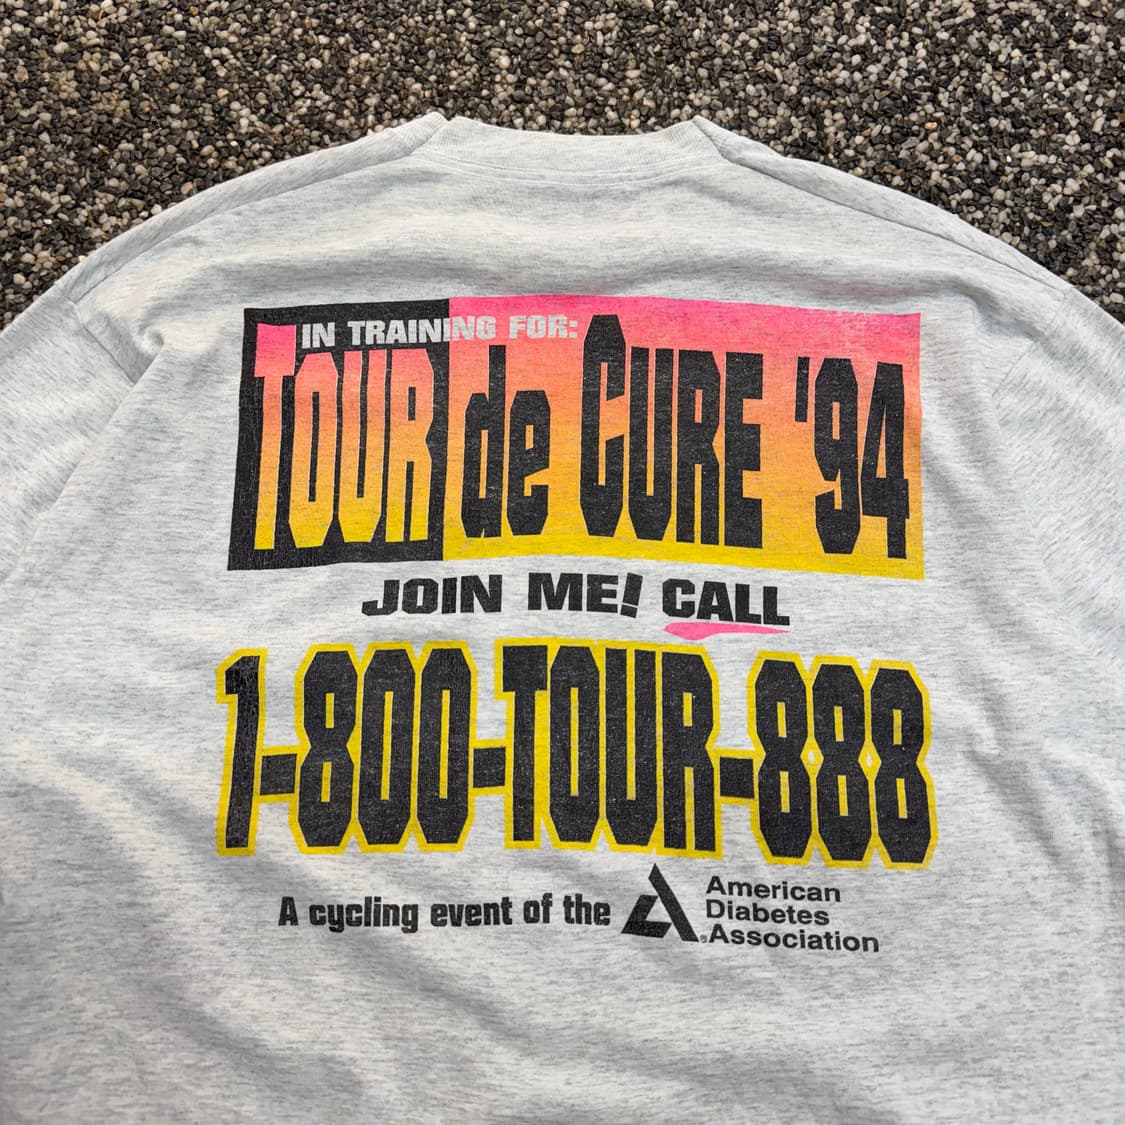 IN TRAINING FOR:
TOUR de CURE '94
JOIN ME! CALL
1-800-TOUR-888
A cycling event of the
American
Diabetes
®Association